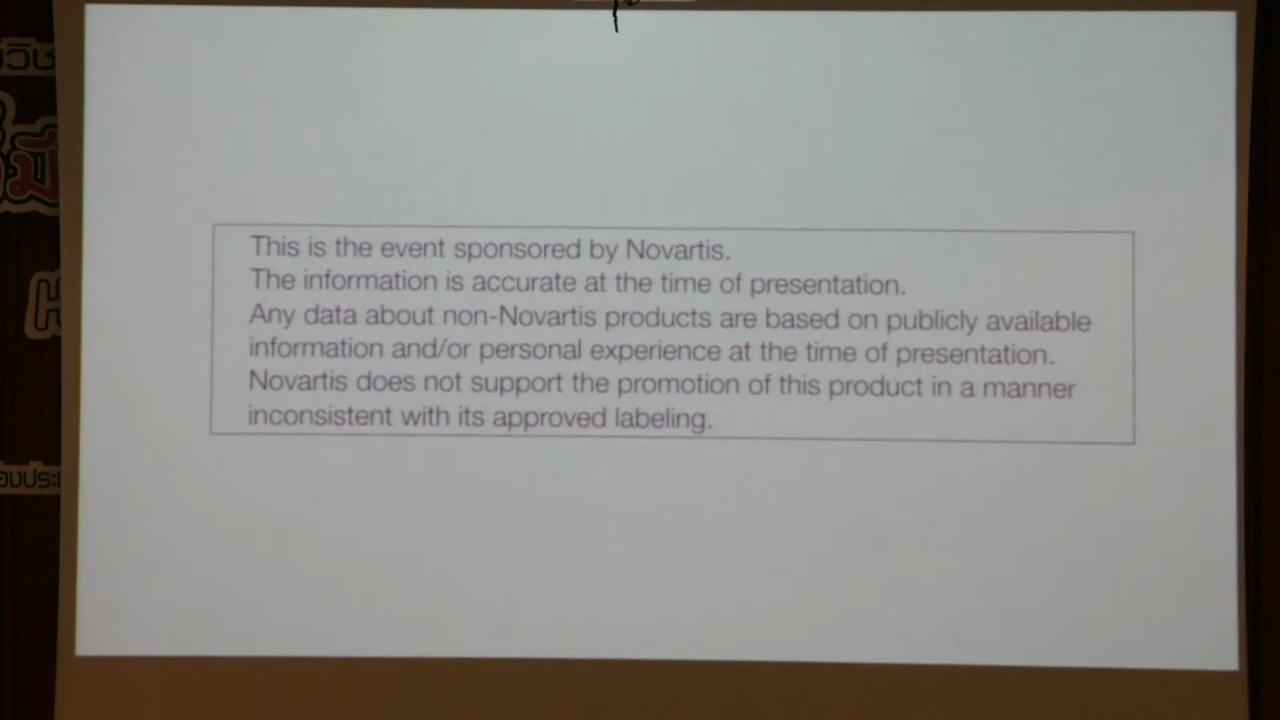 This is the event sponsored by Novartis.
The information is accurate at the time of presentation.
Any data about non-Novartis products are based on publicly available
information and/or personal experience at the time of presentation.
Novartis does not support the promotion of this product in a manner
inconsistent with its approved labeling.